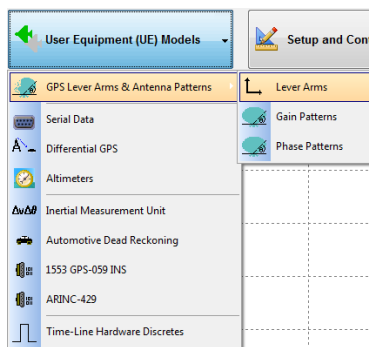 User Equipment (UE) Models
Setup and Con
GPS Lever Arms & Antenna Patterns
Lever Arms
Serial Data
Gain Patterns
Differential GPS
Phase Patterns
Altimeters
ΔvΔθ Inertial Measurement Unit
Automotive Dead Reckoning
1553 GPS-059 INS
ARINC-429
Time-Line Hardware Discretes